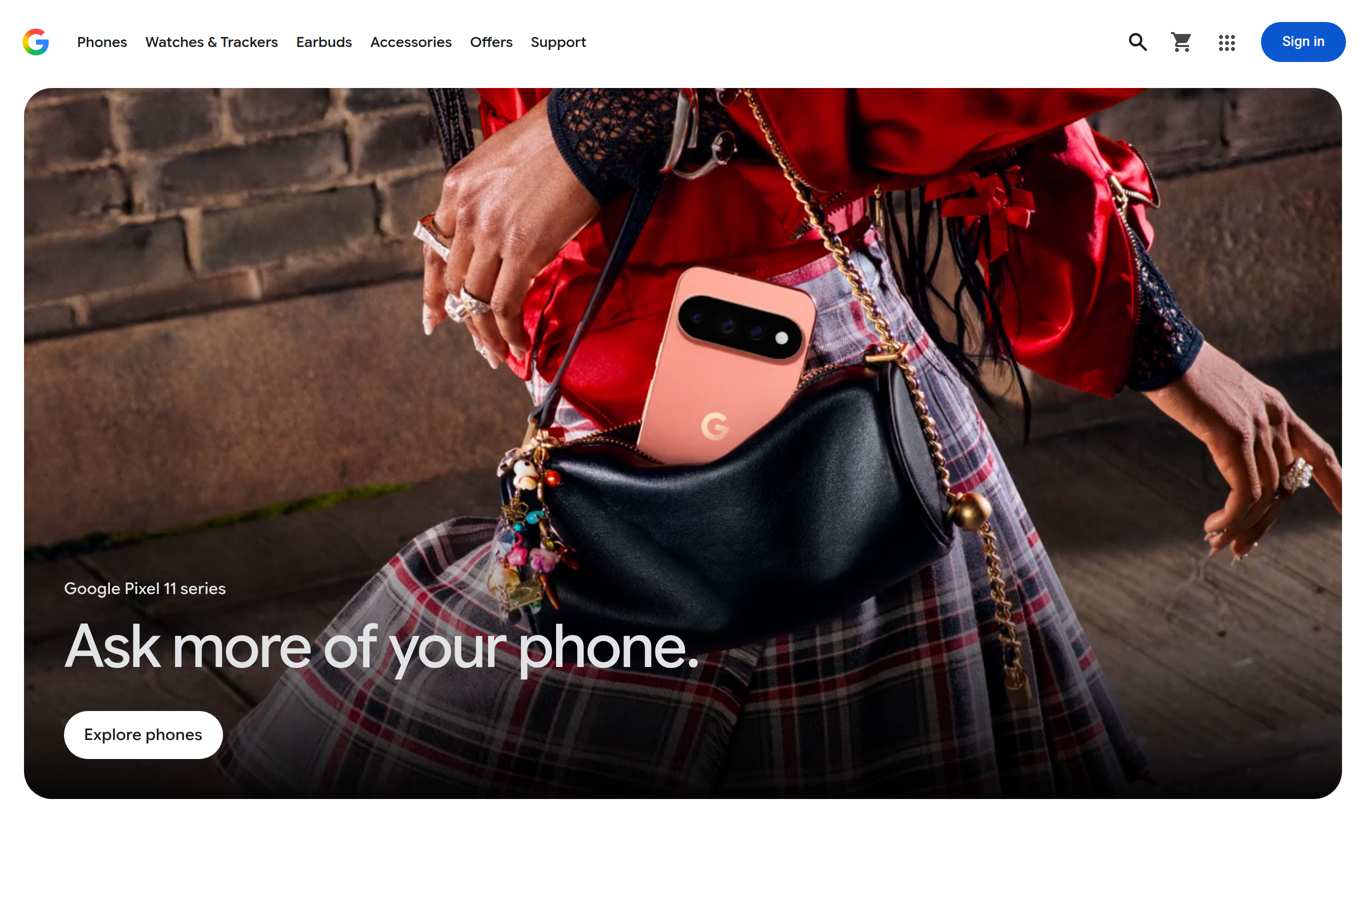 Phones
Watches & Trackers
Earbuds
Accessories
Offers
Support
Sign in
Google Pixel 11 series
Ask more of your phone.
Explore phones